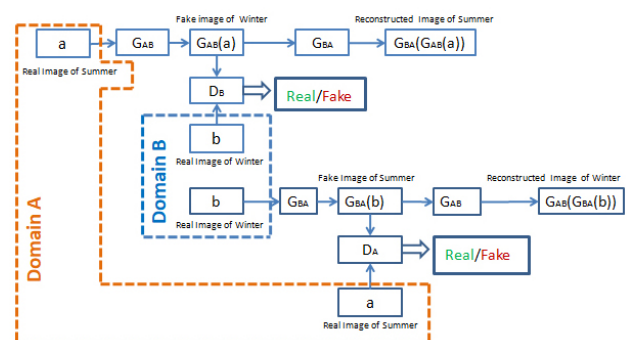 Fake image of Winter
Reconstructed Image of Summer
a
GAB
GAB(a)
GBA
GBA(GAB(a))
Real Image of Summer
DB
Real/Fake
Domain B
b
Real Image of Winter
Fake Image of Summer
Reconstructed Image of Winter
b
GBA
GBA(b)
GAB
GAB(GBA(b))
Real Image of Winter
Domain A
DA
Real/Fake
a
Real Image of Summer